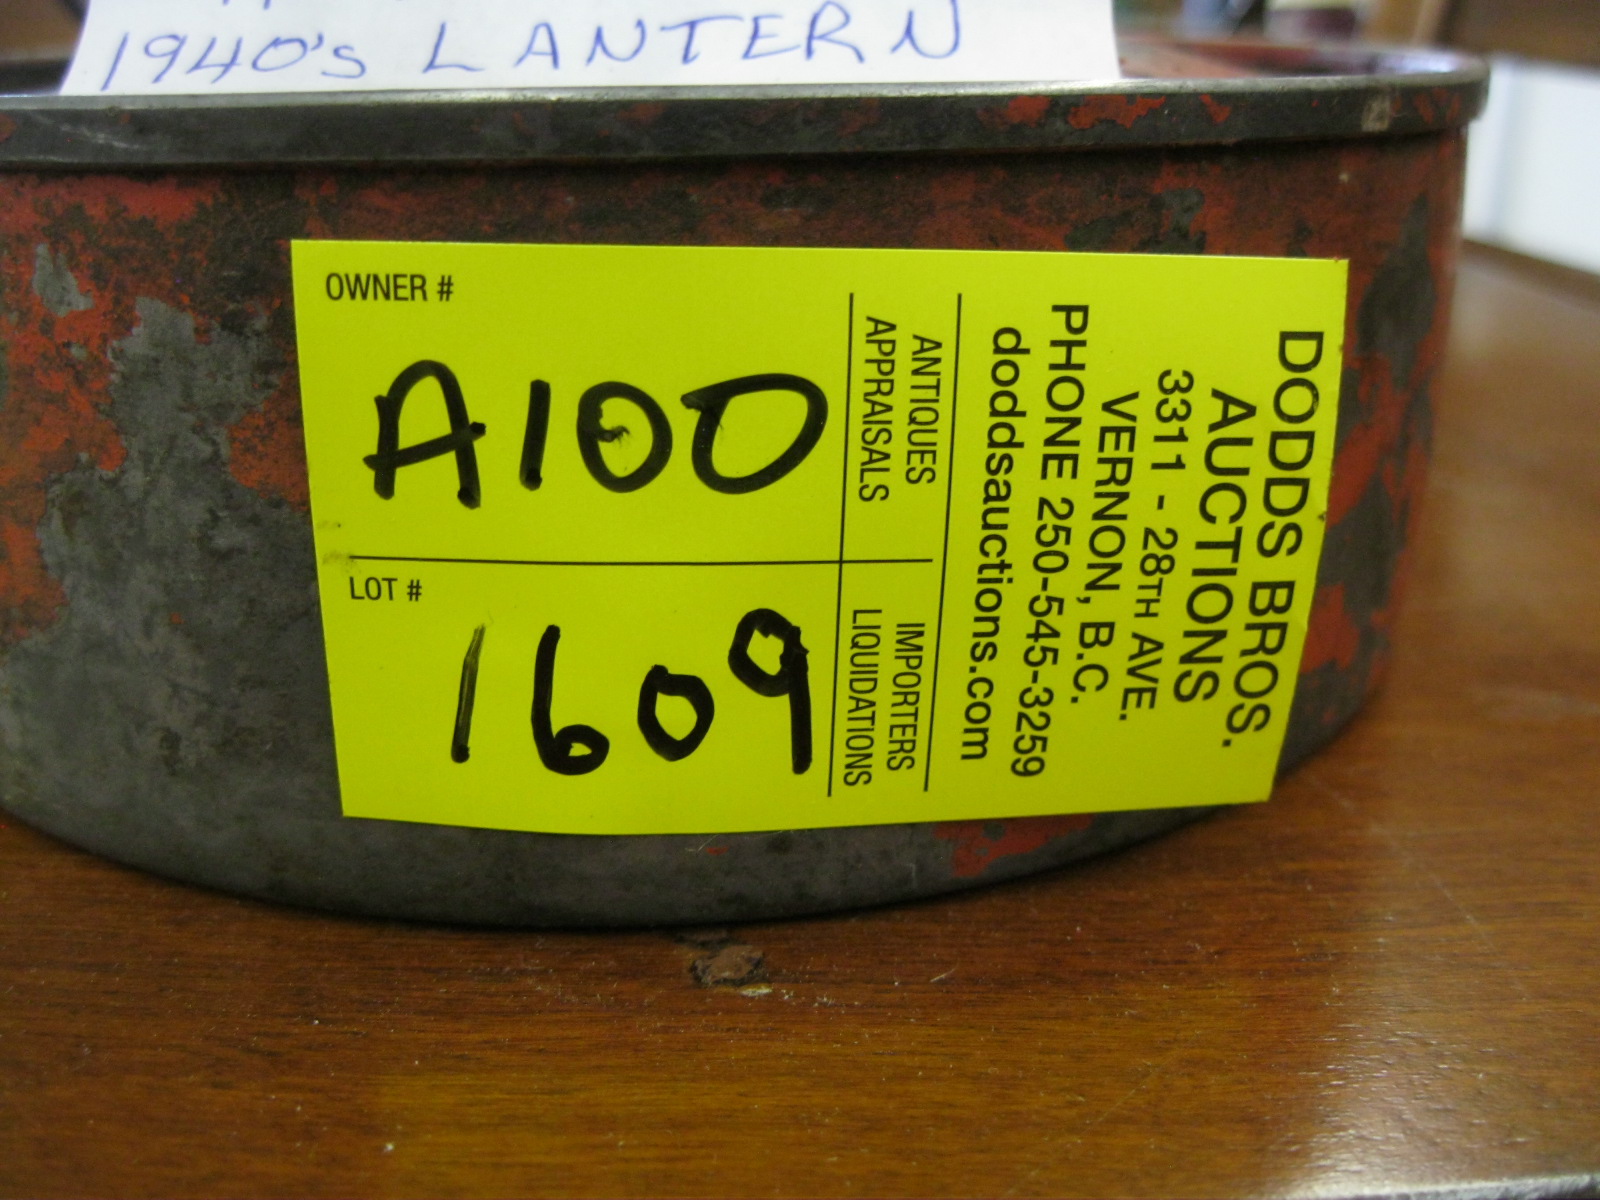 1940's LANTERN
OWNER #
A100
LOT #
1609
ANTIQUES
APPRAISALS
IMPORTERS
LIQUIDATIONS
DODDS BROS.
AUCTIONS
3311 - 28TH AVE.
VERNON, B.C.
PHONE 250-545-3259
doddsauctions.com